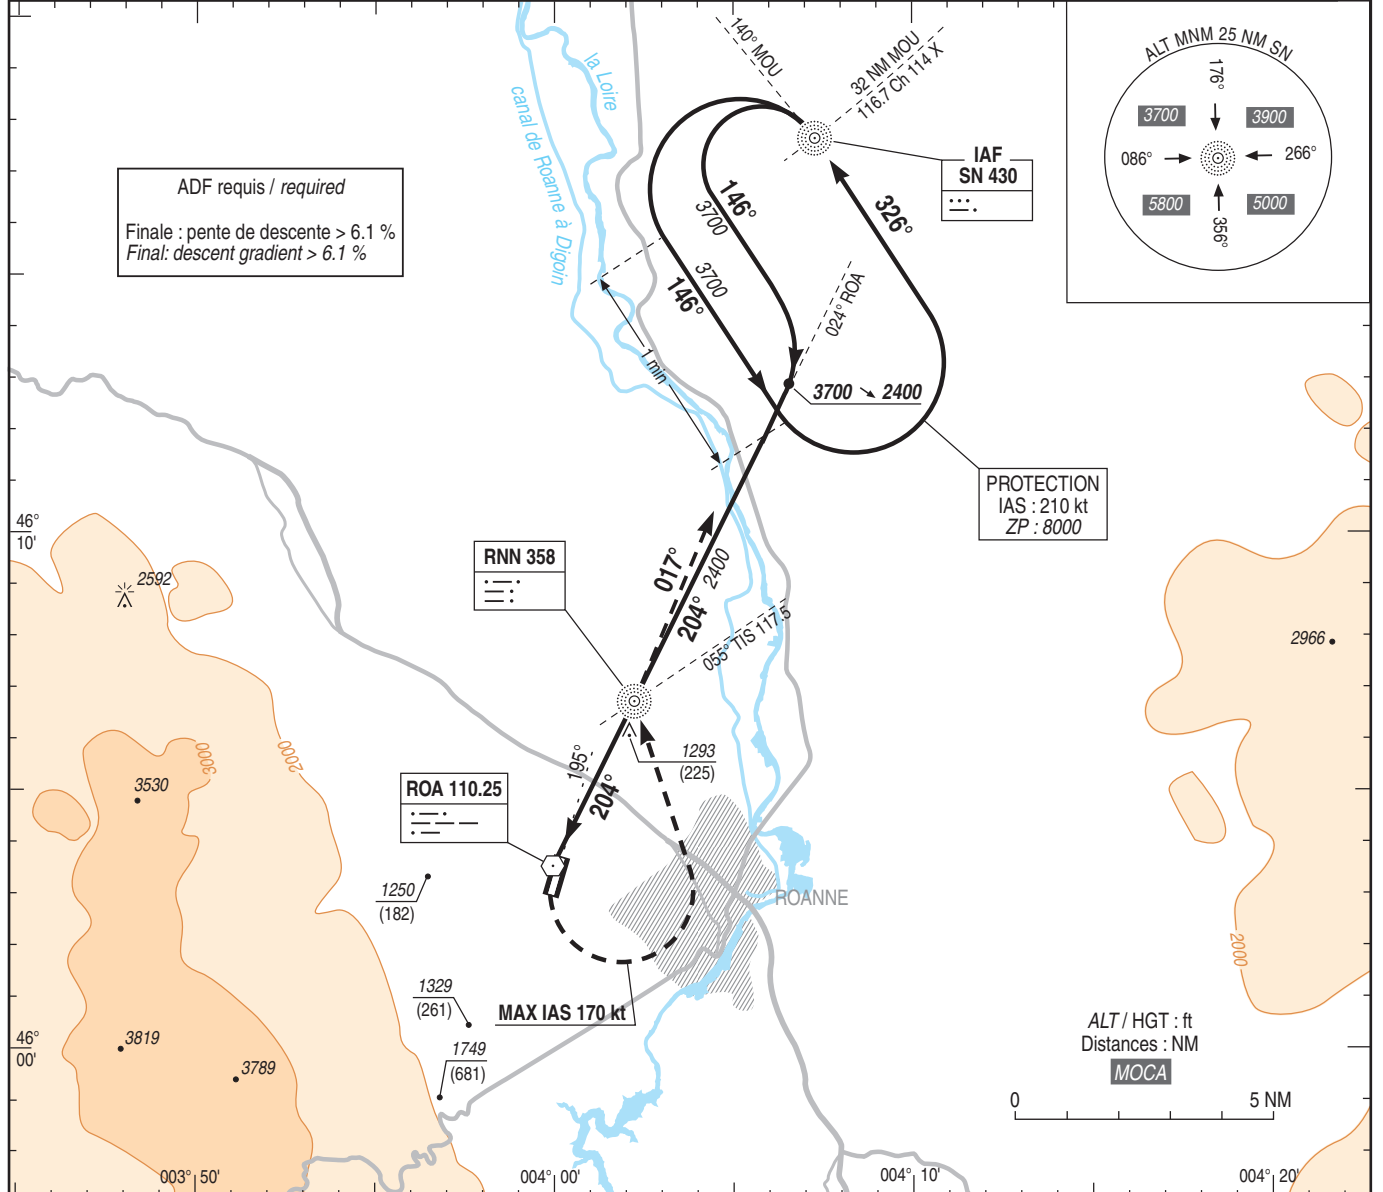 la Loire
canal de Roanne à Digoin
140° MOU
32 NM MOU
116.7 Ch 114 X
ALT MNM 25 NM SN
176°
3700
3900
086°
266°
5800
5000
356°
IAF
SN 430
ADF requis / required
Finale : pente de descente > 6.1 %
Final: descent gradient > 6.1 %
146°
3700
326°
146°
3700
024° ROA
1 min
3700 ➘ 2400
PROTECTION
IAS : 210 kt
ZP : 8000
46°
10'
RNN 358
017°
2400
204°
055° TIS 117.5
2592
2966
1293
(225)
195°
204°
3000
2000
3530
ROA 110.25
1250
(182)
ROANNE
2000
1329
(261)
MAX IAS 170 kt
1749
(681)
46°
00'
3819
3789
ALT / HGT : ft
Distances : NM
MOCA
0
5 NM
003° 50'
004° 00'
004° 10'
004° 20'